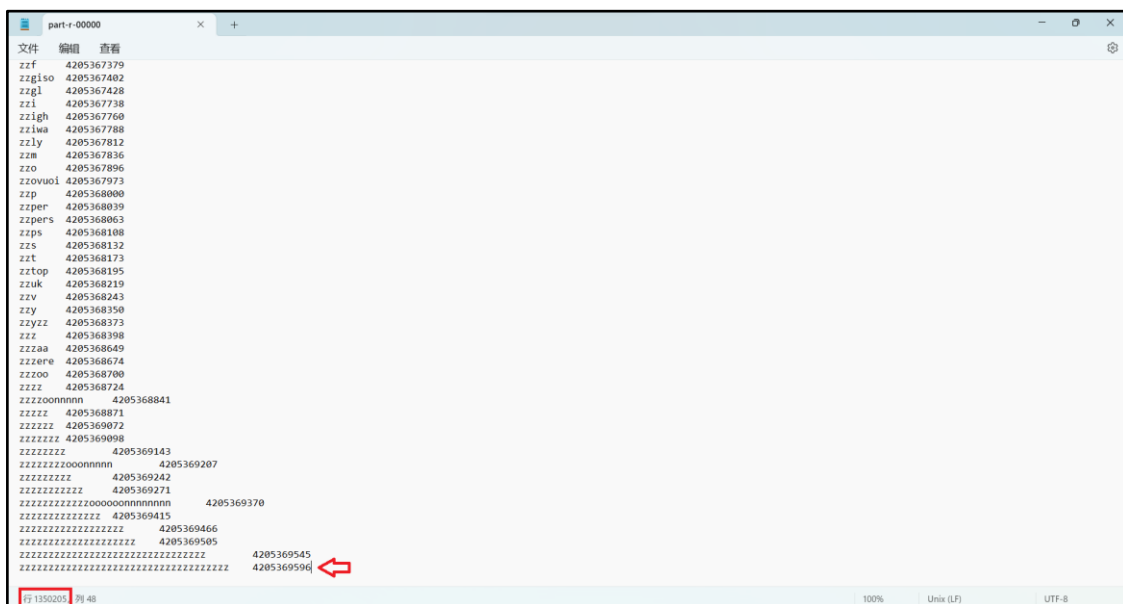 part-r-00000 × +
文件 编辑 查看
zzf 4205367379
zzgiso 4205367402
zzgl 4205367428
zzi 4205367738
zzigh 4205367760
zziwa 4205367788
zzly 4205367812
zzm 4205367836
zzo 4205367896
zzovuoi 4205367973
zzp 4205368000
zzper 4205368039
zzpers 4205368063
zzps 4205368108
zzs 4205368132
zzt 4205368173
zztop 4205368195
zzuk 4205368219
zzv 4205368243
zzy 4205368350
zzyzz 4205368373
zzz 4205368398
zzzaa 4205368649
zzzere 4205368674
zzzoo 4205368700
zzzz 4205368724
zzzzoonnnnn 4205368841
zzzzz 4205368871
zzzzzz 4205369072
zzzzzzz 4205369098
zzzzzzzz 4205369143
zzzzzzzzooonnnnn 4205369207
zzzzzzzzz 4205369242
zzzzzzzzzzz 4205369271
zzzzzzzzzzzzoooooonnnnnnnn 4205369370
zzzzzzzzzzzzzz 4205369415
zzzzzzzzzzzzzzzzzz 4205369466
zzzzzzzzzzzzzzzzzzzz 4205369505
zzzzzzzzzzzzzzzzzzzzzzzzzzzzzzzz 4205369545
zzzzzzzzzzzzzzzzzzzzzzzzzzzzzzzzzzzz 4205369596
行 1350205, 列 48 100% Unix (LF) UTF-8